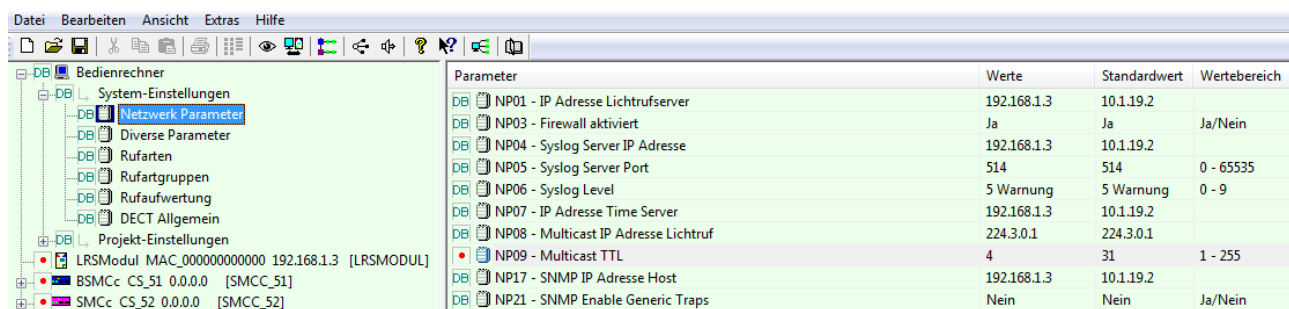 Datei Bearbeiten Ansicht Extras Hilfe
DB Bedienrechner
DB System-Einstellungen
DB Netzwerk Parameter
DB Diverse Parameter
DB Rufarten
DB Rufartgruppen
DB Rufaufwertung
DB DECT Allgemein
DB Projekt-Einstellungen
LRSModul MAC_000000000000 192.168.1.3 [LRSMODUL]
BSMCc CS_51 0.0.0.0 [SMCC_51]
SMCc CS_52 0.0.0.0 [SMCC_52]
Parameter Werte Standardwert Wertebereich
DB NP01 - IP Adresse Lichtrufserver 192.168.1.3 10.1.19.2
DB NP03 - Firewall aktiviert Ja Ja Ja/Nein
DB NP04 - Syslog Server IP Adresse 192.168.1.3 10.1.19.2
DB NP05 - Syslog Server Port 514 514 0 - 65535
DB NP06 - Syslog Level 5 Warnung 5 Warnung 0 - 9
DB NP07 - IP Adresse Time Server 192.168.1.3 10.1.19.2
DB NP08 - Multicast IP Adresse Lichtruf 224.3.0.1 224.3.0.1
NP09 - Multicast TTL 4 31 1 - 255
DB NP17 - SNMP IP Adresse Host 192.168.1.3 10.1.19.2
DB NP21 - SNMP Enable Generic Traps Nein Nein Ja/Nein